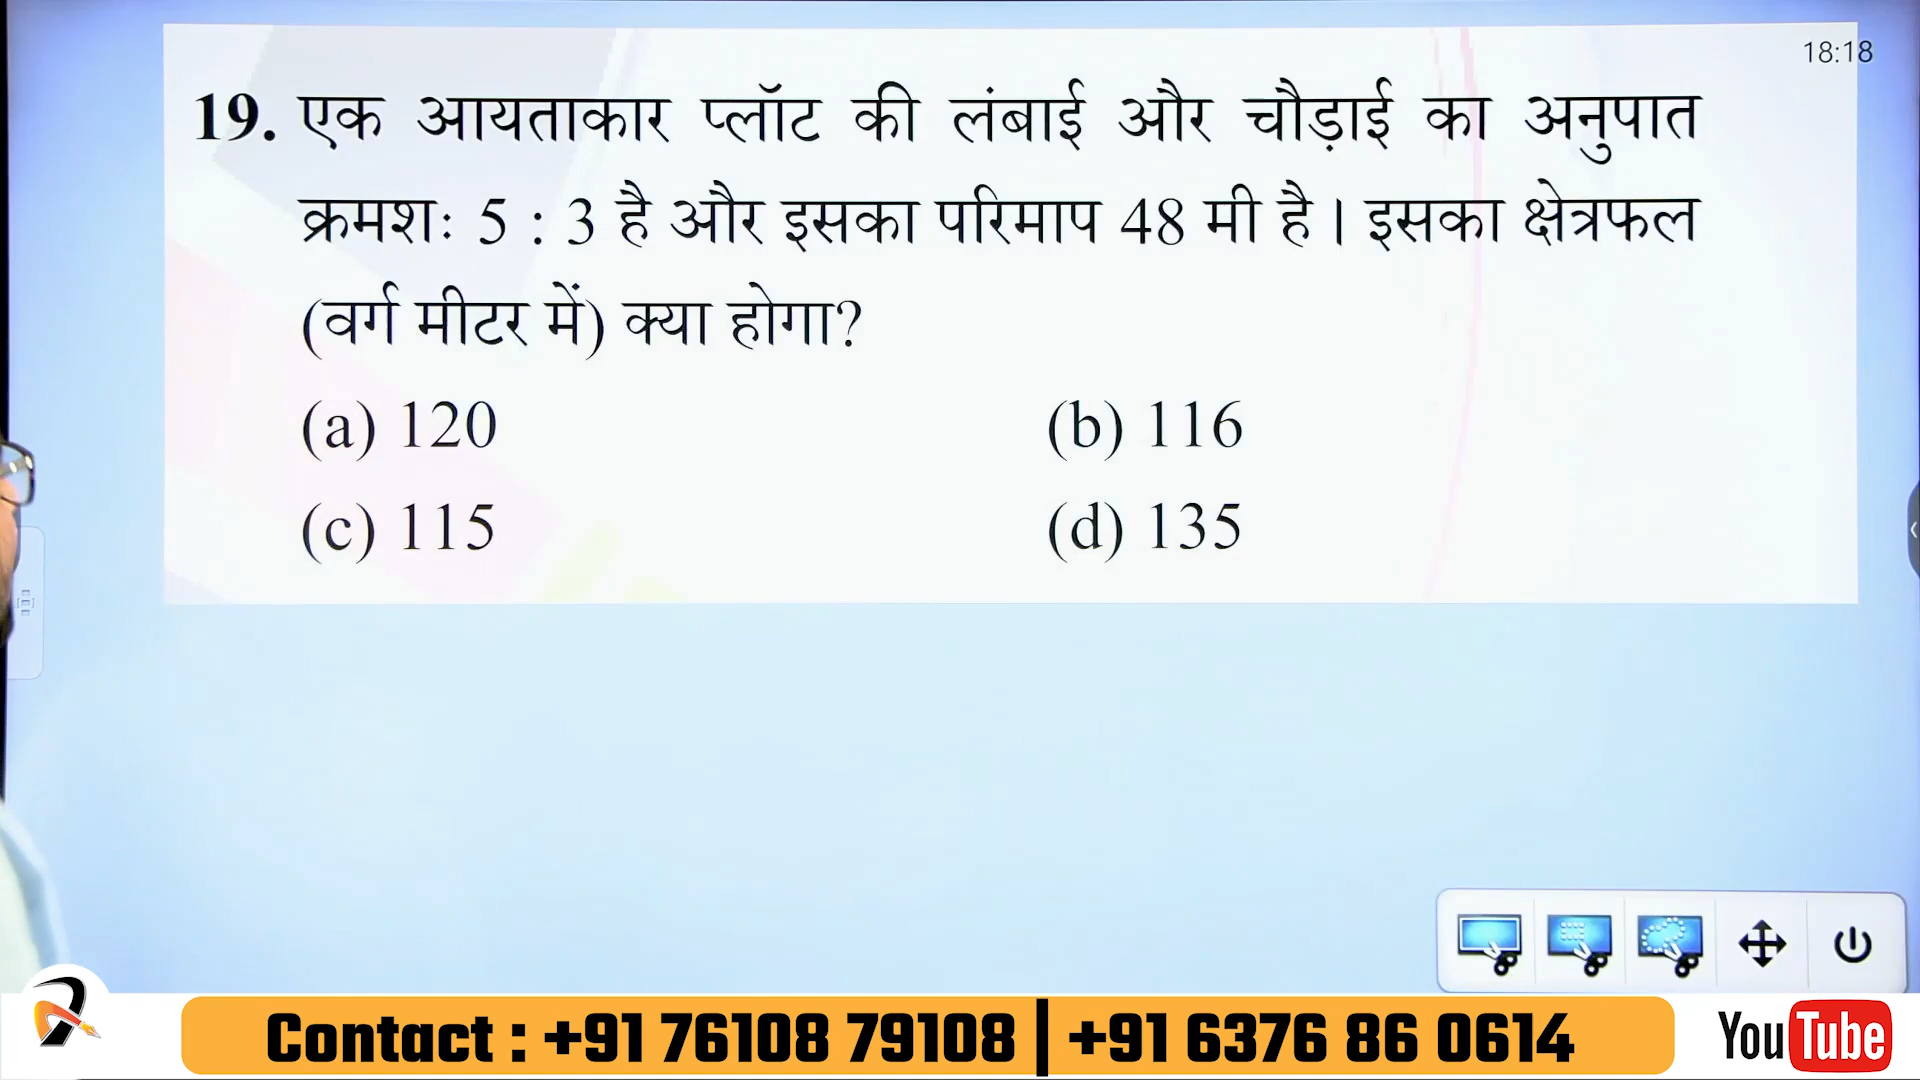 18:18
19. एक आयताकार प्लॉट की लंबाई और चौड़ाई का अनुपात
क्रमशः 5 : 3 है और इसका परिमाप 48 मी है। इसका क्षेत्रफल
(वर्ग मीटर में) क्या होगा?
(a) 120 (b) 116
(c) 115 (d) 135
Contact : +91 76108 79108 | +91 6376 86 0614
YouTube